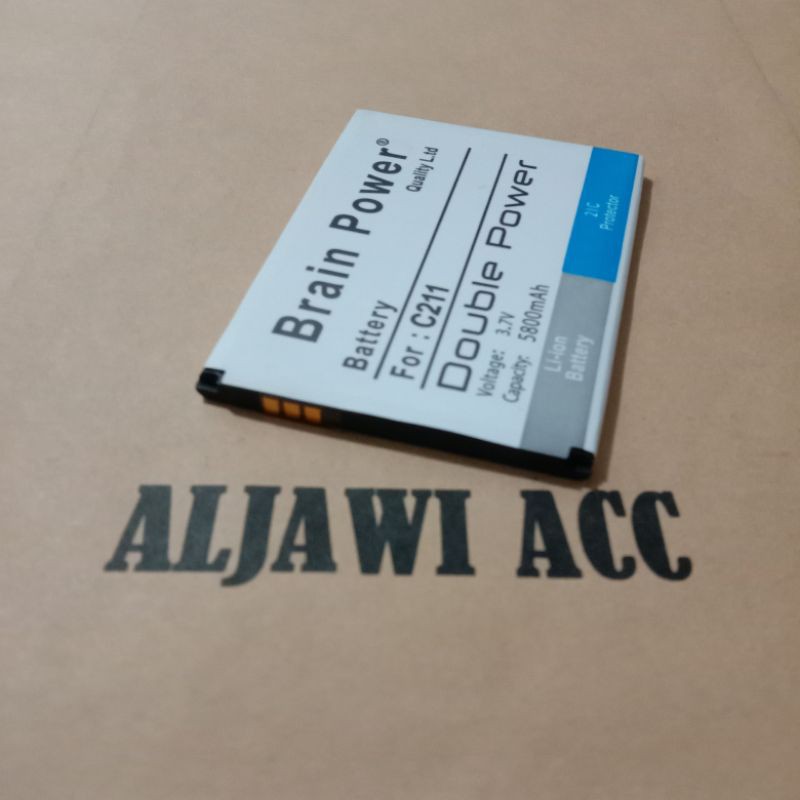 Brain Power®
Quality Ltd
Battery
For : C211
Double Power
Voltage: 3.7V
Capacity: 5800mAh
Li-Ion
Battery
2IC
Protector
ALJAWI ACC